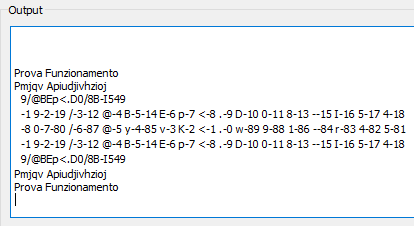 Output
Prova Funzionamento
Pmjqv Apiudjivhzioj
9/@BEp<.D0/8B-I549
-1 9-2-19 /-3-12 @-4 B-5-14 E-6 p-7 <-8 .-9 D-10 0-11 8-13 --15 I-16 5-17 4-18
-8 0-7-80 /-6-87 @-5 y-4-85 v-3 K-2 <-1 .-0 w-89 9-88 1-86 --84 r-83 4-82 5-81
-1 9-2-19 /-3-12 @-4 B-5-14 E-6 p-7 <-8 .-9 D-10 0-11 8-13 --15 I-16 5-17 4-18
9/@BEp<.D0/8B-I549
Pmjqv Apiudjivhzioj
Prova Funzionamento